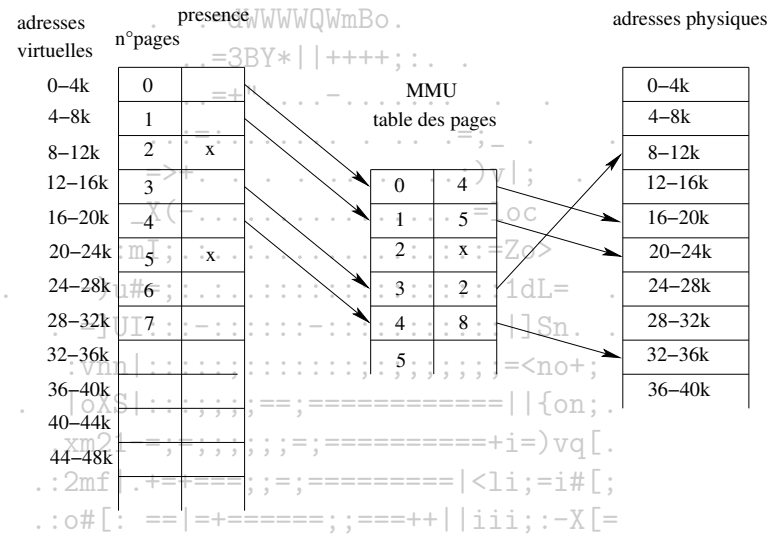 adresses virtuelles
n°pages
presence
0−4k 0
4−8k 1
8−12k 2 x
12−16k 3
16−20k 4
20−24k 5 x
24−28k 6
28−32k 7
32−36k
36−40k
40−44k
44−48k
MMU
table des pages
0 4
1 5
2 x
3 2
4 8
5
adresses physiques
0−4k
4−8k
8−12k
12−16k
16−20k
20−24k
24−28k
28−32k
32−36k
36−40k